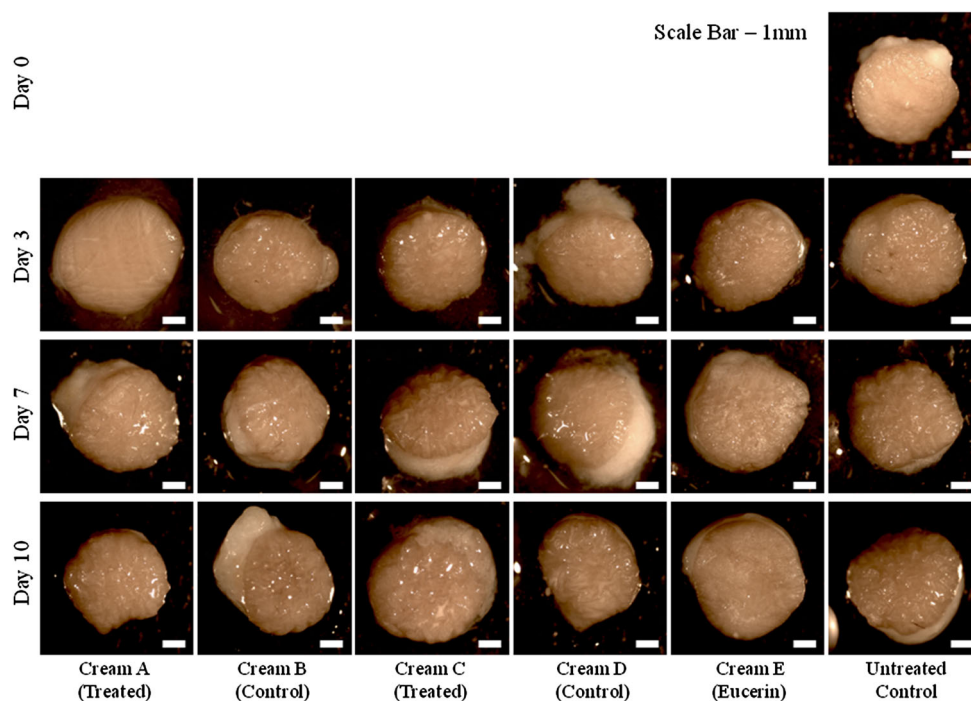 Scale Bar – 1mm
Day 0
Day 3
Day 7
Day 10
Cream A
(Treated)
Cream B
(Control)
Cream C
(Treated)
Cream D
(Control)
Cream E
(Eucerin)
Untreated
Control